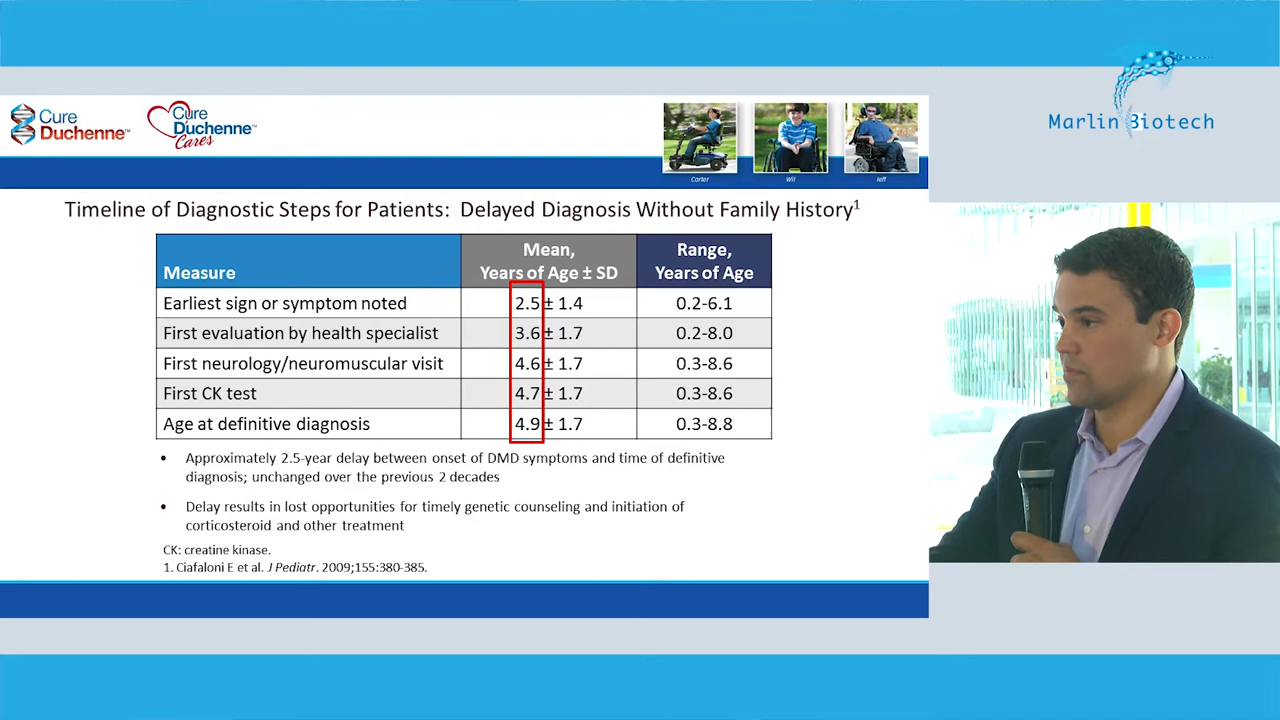 Cure
Duchenne™
Cure
Duchenne™
Cares
Carter
Will
Jeff
Marlin Biotech
Timeline of Diagnostic Steps for Patients: Delayed Diagnosis Without Family History1
Measure
Mean,
Years of Age ± SD
Range,
Years of Age
Earliest sign or symptom noted 2.5 ± 1.4 0.2-6.1
First evaluation by health specialist 3.6 ± 1.7 0.2-8.0
First neurology/neuromuscular visit 4.6 ± 1.7 0.3-8.6
First CK test 4.7 ± 1.7 0.3-8.6
Age at definitive diagnosis 4.9 ± 1.7 0.3-8.8
• Approximately 2.5-year delay between onset of DMD symptoms and time of definitive
diagnosis; unchanged over the previous 2 decades
• Delay results in lost opportunities for timely genetic counseling and initiation of
corticosteroid and other treatment
CK: creatine kinase.
1. Ciafaloni E et al. J Pediatr. 2009;155:380-385.